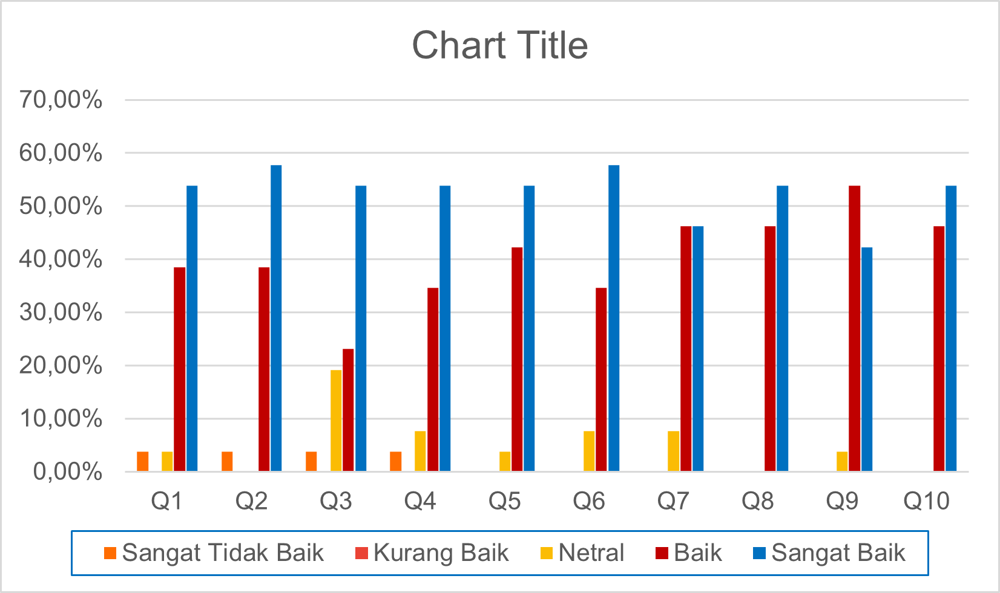 Chart Title
70,00%
60,00%
50,00%
40,00%
30,00%
20,00%
10,00%
0,00%
Q1 Q2 Q3 Q4 Q5 Q6 Q7 Q8 Q9 Q10
Sangat Tidak Baik Kurang Baik Netral Baik Sangat Baik